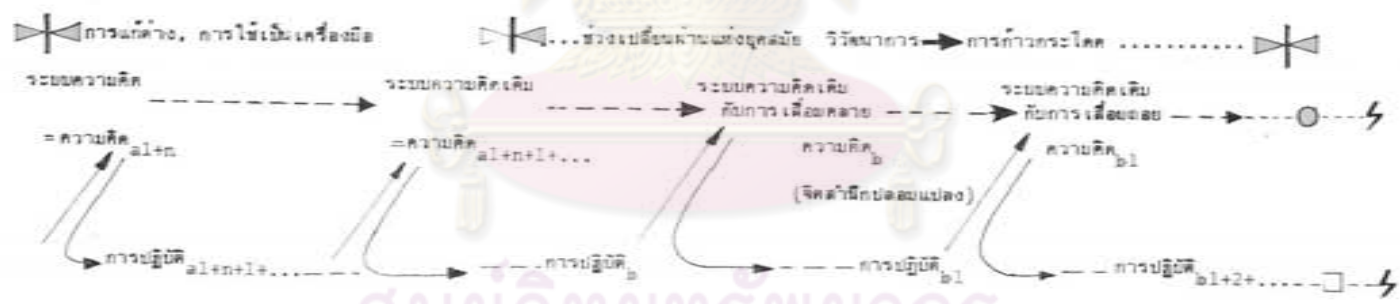 การแก้ต่าง, การใช้เป็นเครื่องมือ ...ช่วงเปลี่ยนผ่านแห่งยุคสมัย วิวัฒนาการ การก้าวกระโดด ...........
ระบบความคิด ระบบความคิดเดิม ระบบความคิดเดิม ระบบความคิดเดิม
กับการเสื่อมคลาย กับการเสื่อมถอย
=ความคิด a1+n =ความคิด a1+n+1+... ความคิด b ความคิด b1
(จิตสำนึกปลอมแปลง)
การปฏิบัติ a1+n+1+... การปฏิบัติ b การปฏิบัติ b1 การปฏิบัติ b1+2+...